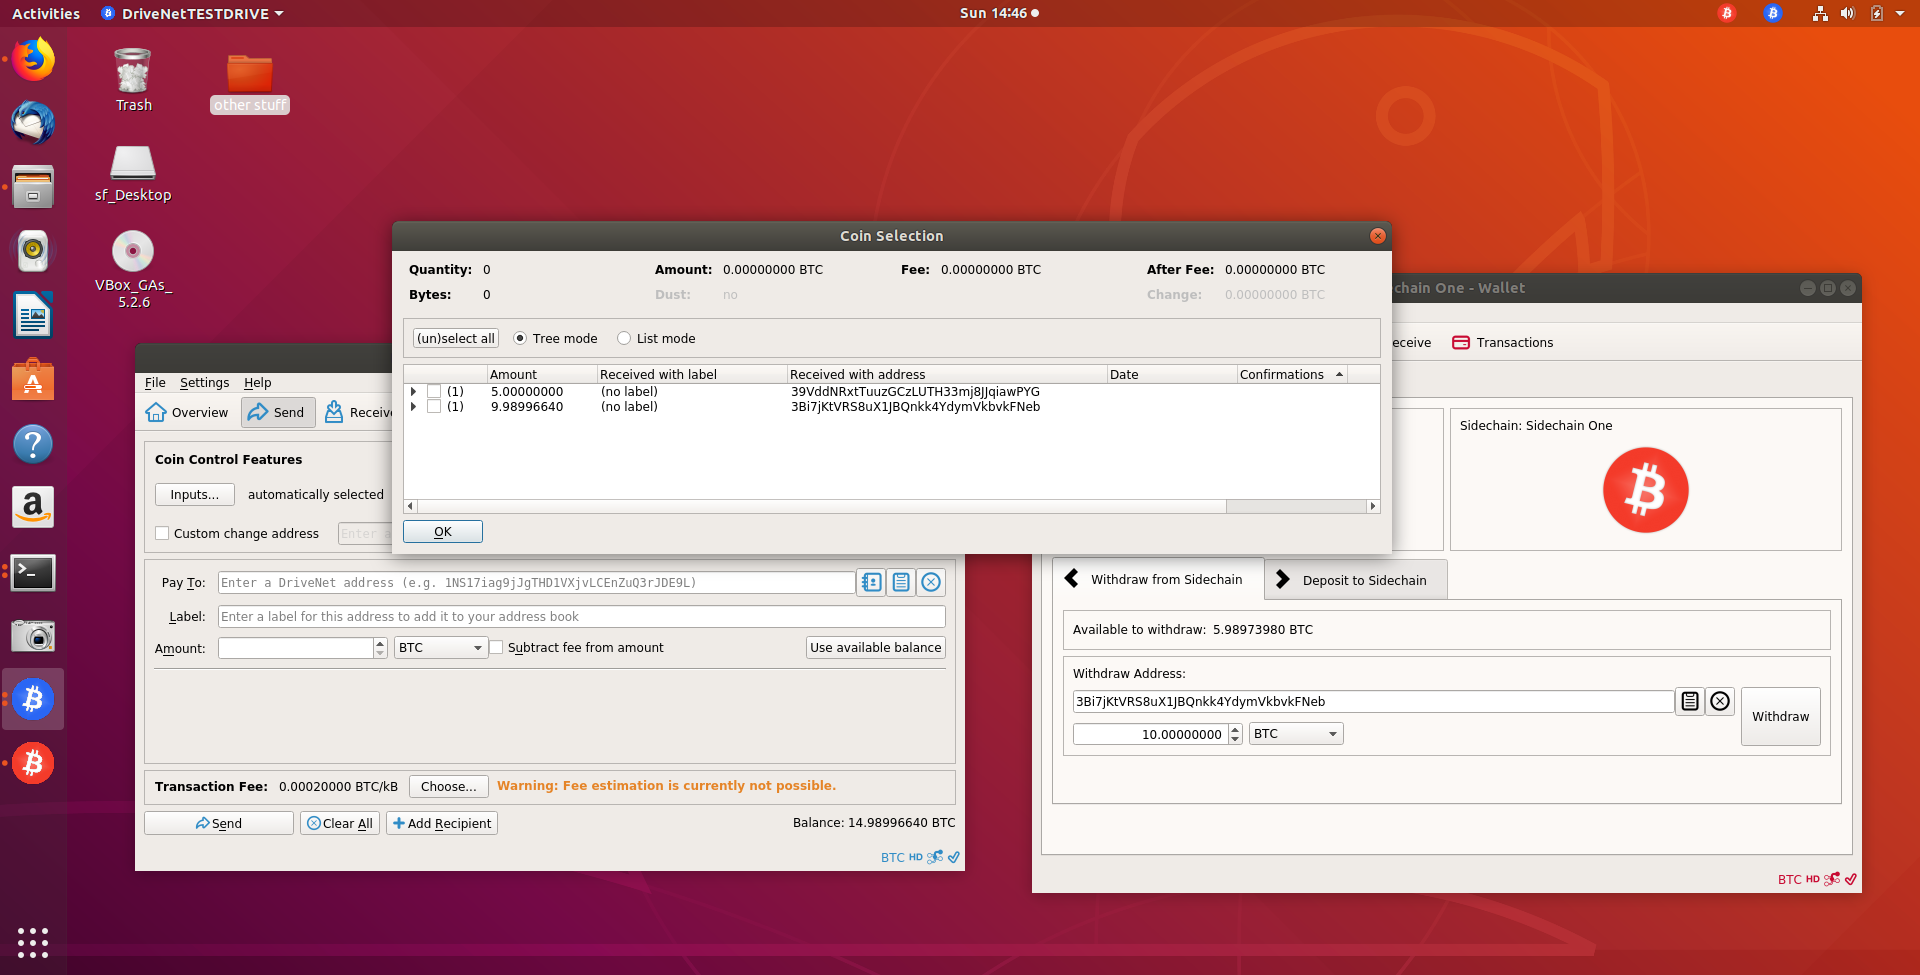 Activities DriveNetTESTDRIVE Sun 14:46
Trash
other stuff
sf_Desktop
VBox_GAs_
5.2.6
Coin Selection
Quantity: 0 Amount: 0.00000000 BTC Fee: 0.00000000 BTC After Fee: 0.00000000 BTC
Bytes: 0 Dust: no Change: 0.00000000 BTC
(un)select all Tree mode List mode
Amount Received with label Received with address Date Confirmations
(1) 5.00000000 (no label) 39VddNRxtTuuzGCzLUTH33mj8JJqiawPYG
(1) 9.98996640 (no label) 3Bi7jKtVRS8uX1JBQnkk4YdymVkbvkFNeb
OK
File Settings Help
Overview Send Receive
Coin Control Features
Inputs... automatically selected
Custom change address Enter a
Pay To: Enter a DriveNet address (e.g. 1NS17iag9jJgTHD1VXjvLCEnZuQ3rJDE9L)
Label: Enter a label for this address to add it to your address book
Amount: BTC Subtract fee from amount Use available balance
Transaction Fee: 0.00020000 BTC/kB Choose... Warning: Fee estimation is currently not possible.
Send Clear All Add Recipient Balance: 14.98996640 BTC
BTC HD
chain One - Wallet
eceive Transactions
Sidechain: Sidechain One
Withdraw from Sidechain Deposit to Sidechain
Available to withdraw: 5.98973980 BTC
Withdraw Address:
3Bi7jKtVRS8uX1JBQnkk4YdymVkbvkFNeb
Withdraw
10.00000000 BTC
BTC HD